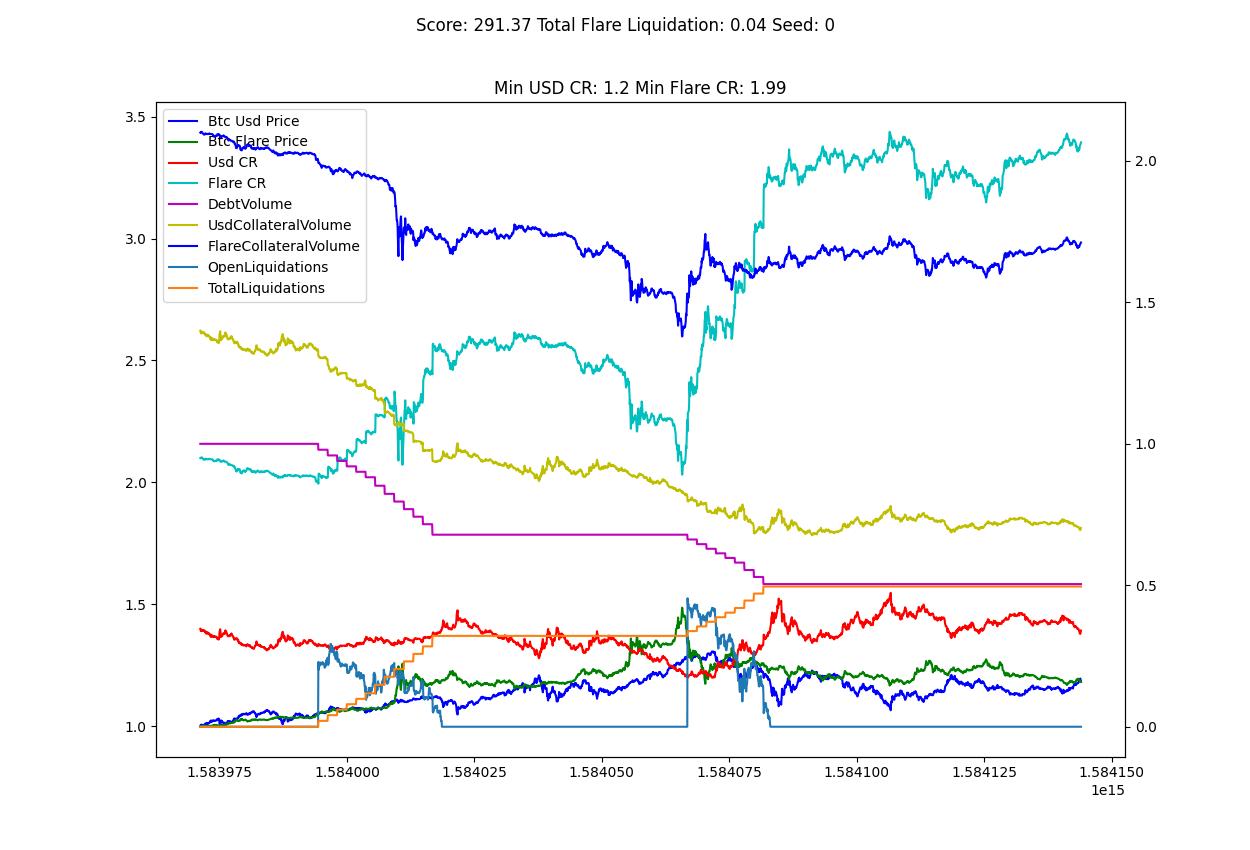 Score: 291.37 Total Flare Liquidation: 0.04 Seed: 0
Min USD CR: 1.2 Min Flare CR: 1.99
3.5
3.0
2.5
2.0
1.5
1.0
Btc Usd Price
Btc Flare Price
Usd CR
Flare CR
DebtVolume
UsdCollateralVolume
FlareCollateralVolume
OpenLiquidations
TotalLiquidations
2.0
1.5
1.0
0.5
0.0
1.583975 1.584000 1.584025 1.584050 1.584075 1.584100 1.584125 1.584150
1e15